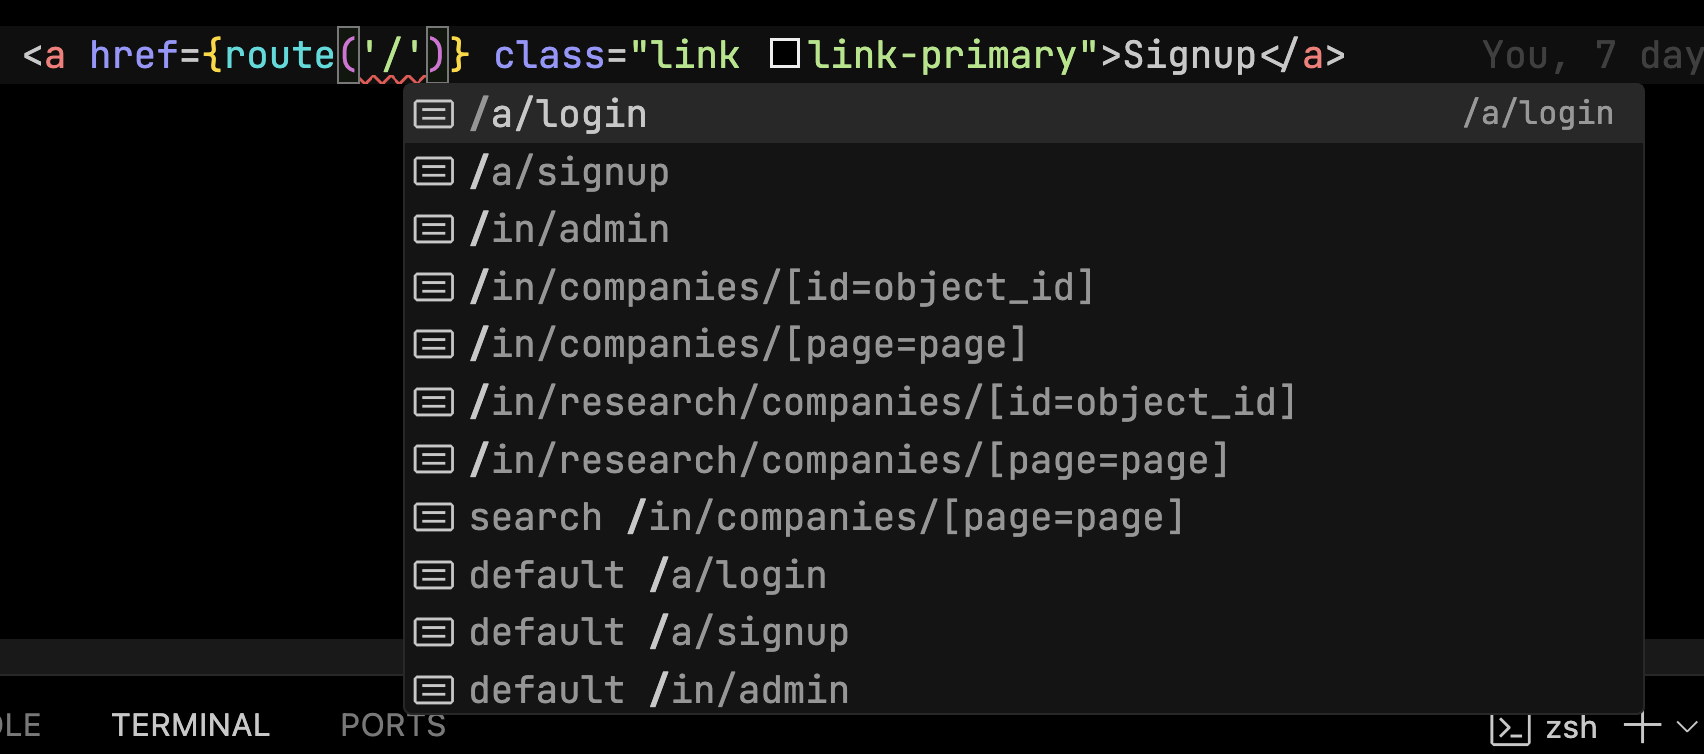 <a href={route('/')} class="link link-primary">Signup</a> You, 7 day
/a/login /a/login
/a/signup
/in/admin
/in/companies/[id=object_id]
/in/companies/[page=page]
/in/research/companies/[id=object_id]
/in/research/companies/[page=page]
search /in/companies/[page=page]
default /a/login
default /a/signup
default /in/admin
OLE TERMINAL PORTS zsh